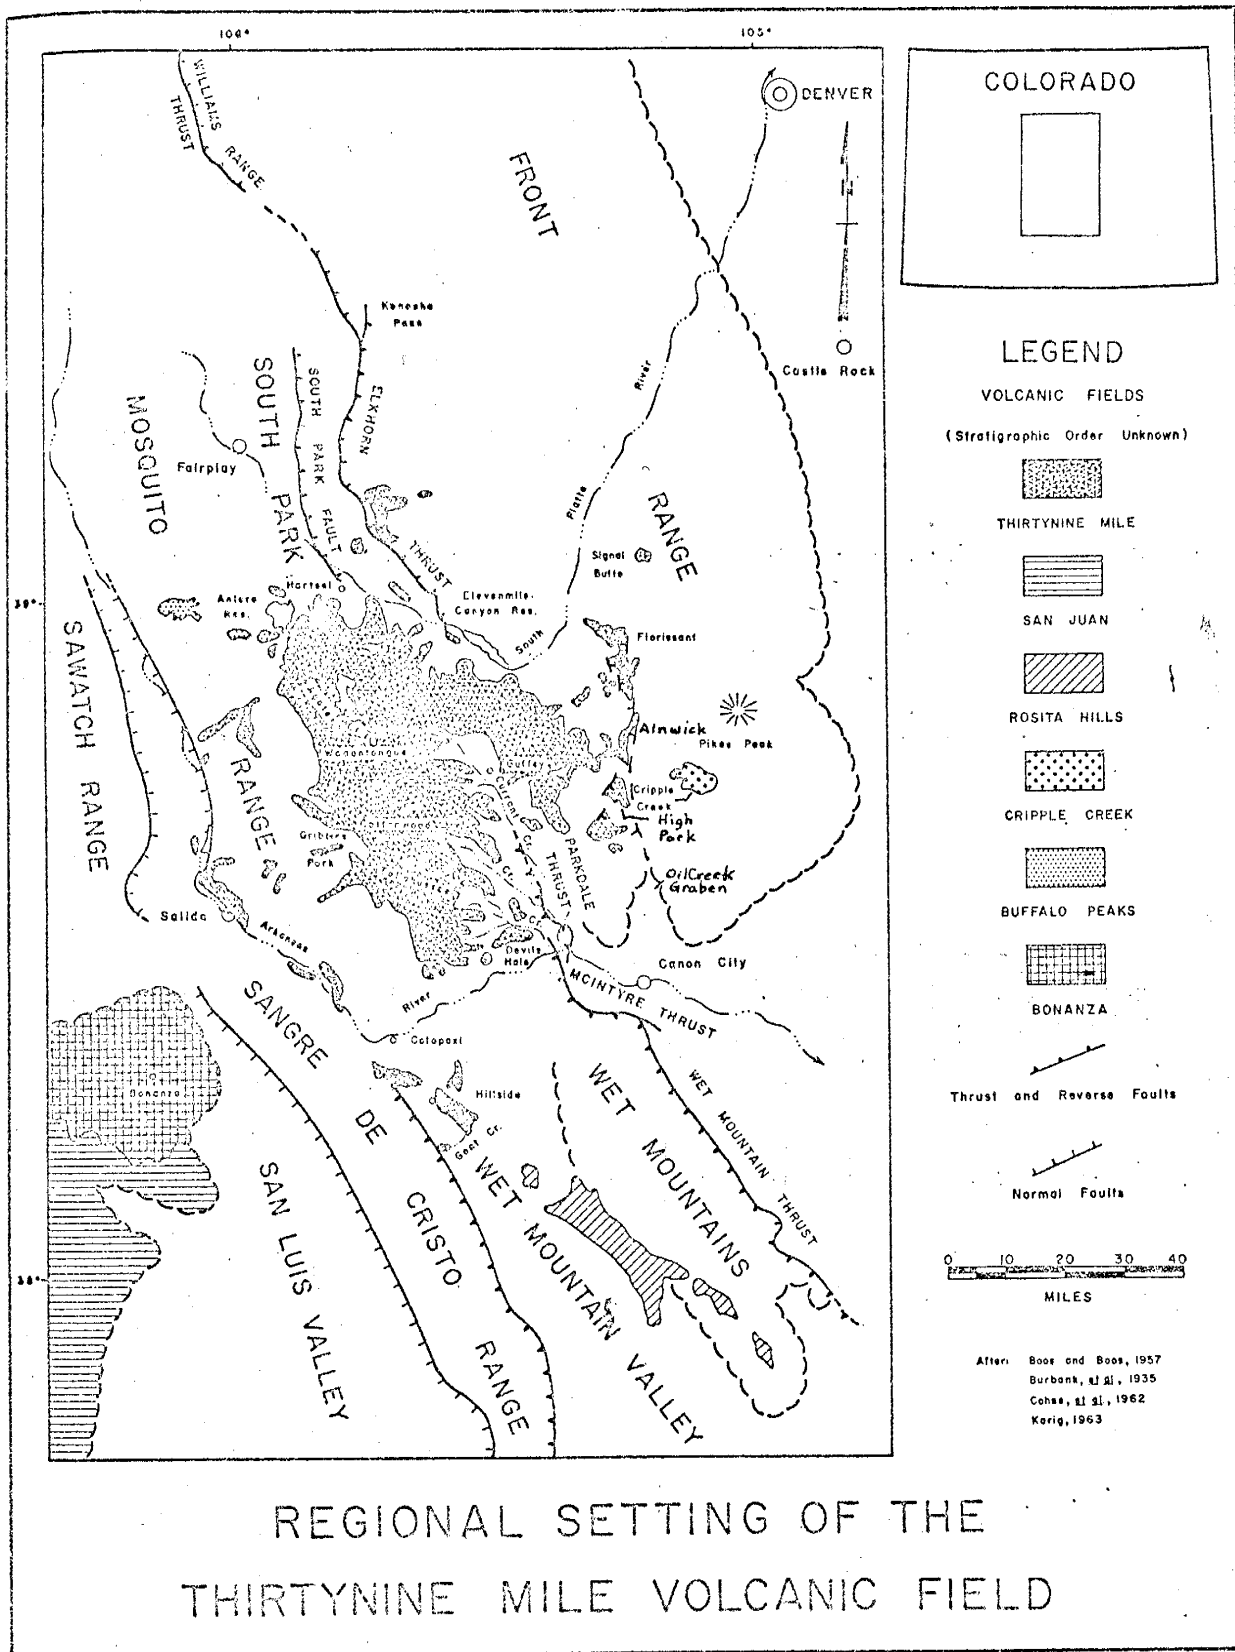 106°
105°
WILLIAMS RANGE
THRUST
DENVER
FRONT
Castle Rock
Kenosha
Pass
SOUTH
PARK
SOUTH PARK
FAULT
ELKHORN
THRUST
MOSQUITO
RANGE
Fairplay
River
Platte
South
RANGE
Signal
Butte
Hartsel
Elevenmile
Canyon Res.
39°
Antero
Res.
Florissant
SAWATCH RANGE
Alnwick
Pikes Peak
Guffey
Cripple
Creek
High
Park
Currant
Cr.
PARKDALE
THRUST
Gribbles
Park
Oil Creek
Graben
Salida
Arkansas
River
Devils
Hole
Canon City
MCINTYRE THRUST
SANGRE
DE
CRISTO
RANGE
Cotopaxi
Bonanza
Hillside
Goat Cr.
WET
MOUNTAINS
WET MOUNTAIN THRUST
WET MOUNTAIN VALLEY
SAN LUIS VALLEY
38°
COLORADO
LEGEND
VOLCANIC FIELDS
(Stratigraphic Order Unknown)
THIRTYNINE MILE
SAN JUAN
ROSITA HILLS
CRIPPLE CREEK
BUFFALO PEAKS
BONANZA
Thrust and Reverse Faults
Normal Faults
0 10 20 30 40
MILES
After: Boos and Boos, 1957
Burbank, et al., 1935
Cohee, et al., 1962
Karig, 1963
REGIONAL SETTING OF THE
THIRTYNINE MILE VOLCANIC FIELD